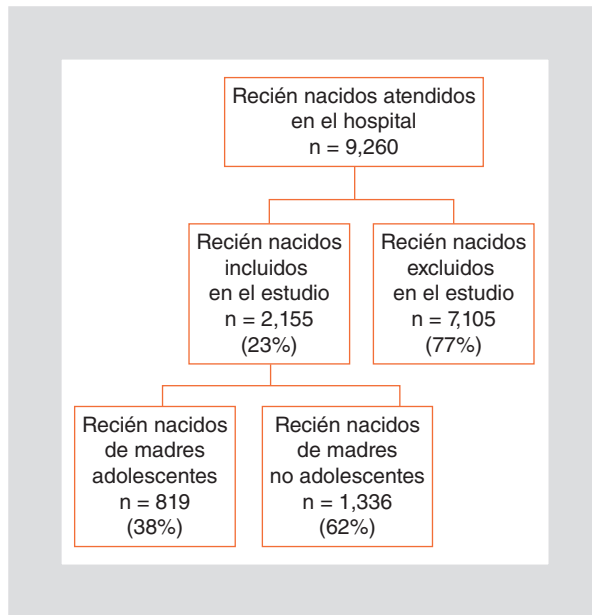 Recién nacidos atendidos
en el hospital
n = 9,260
Recién nacidos
incluidos
en el estudio
n = 2,155
(23%)
Recién nacidos
excluidos
en el estudio
n = 7,105
(77%)
Recién nacidos
de madres
adolescentes
n = 819
(38%)
Recién nacidos
de madres
no adolescentes
n = 1,336
(62%)